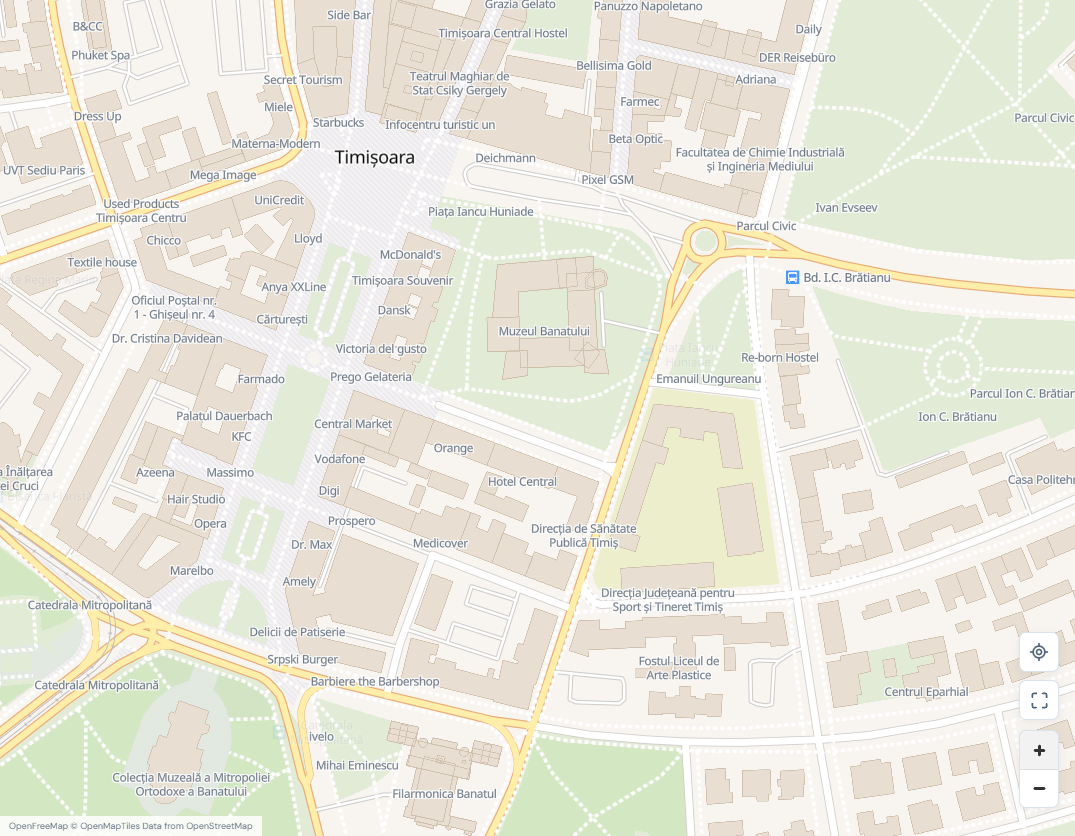 Side Bar
Grazia Gelato
Panuzzo Napoletano
B&CC
Timișoara Central Hostel
Daily
Phuket Spa
DER Reisebüro
Bellisima Gold
Secret Tourism
Teatrul Maghiar de
Stat Csiky Gergely
Adriana
Miele
Farmec
Dress Up
Starbucks
Infocentru turistic un
Parcul Civic
Materna-Modern
Beta Optic
Timișoara
Deichmann
Facultatea de Chimie Industrială
și Ingineria Mediului
UVT Sediu Paris
Mega Image
Pixel GSM
Used Products
Timișoara Centru
UniCredit
Piața Iancu Huniade
Ivan Evseev
Parcul Civic
Chicco
Lloyd
McDonald's
Textile house
Timișoara Souvenir
Bd. I.C. Brătianu
Anya XXLine
Oficiul Poștal nr.
1 - Ghișeul nr. 4
Dansk
Cărturești
Muzeul Banatului
Dr. Cristina Davidean
Victoria del gusto
Re-born Hostel
Farmado
Prego Gelateria
Emanuil Ungureanu
Parcul Ion C. Brătian
Palatul Dauerbach
Ion C. Brătianu
Central Market
KFC
Orange
Vodafone
a Înălțarea
ei Cruci
Azeena
Massimo
Hotel Central
Casa Politehn
Digi
Hair Studio
Opera
Prospero
Direcția de Sănătate
Publică Timiș
Dr. Max
Medicover
Marelbo
Amely
Direcția Județeană pentru
Sport și Tineret Timiș
Catedrala Mitropolitană
Delicii de Patiserie
Srpski Burger
Fostul Liceul de
Arte Plastice
Catedrala Mitropolitană
Barbiere the Barbershop
Centrul Eparhial
ivelo
Mihai Eminescu
Colecția Muzeală a Mitropoliei
Ortodoxe a Banatului
Filarmonica Banatul
OpenFreeMap © OpenMapTiles Data from OpenStreetMap